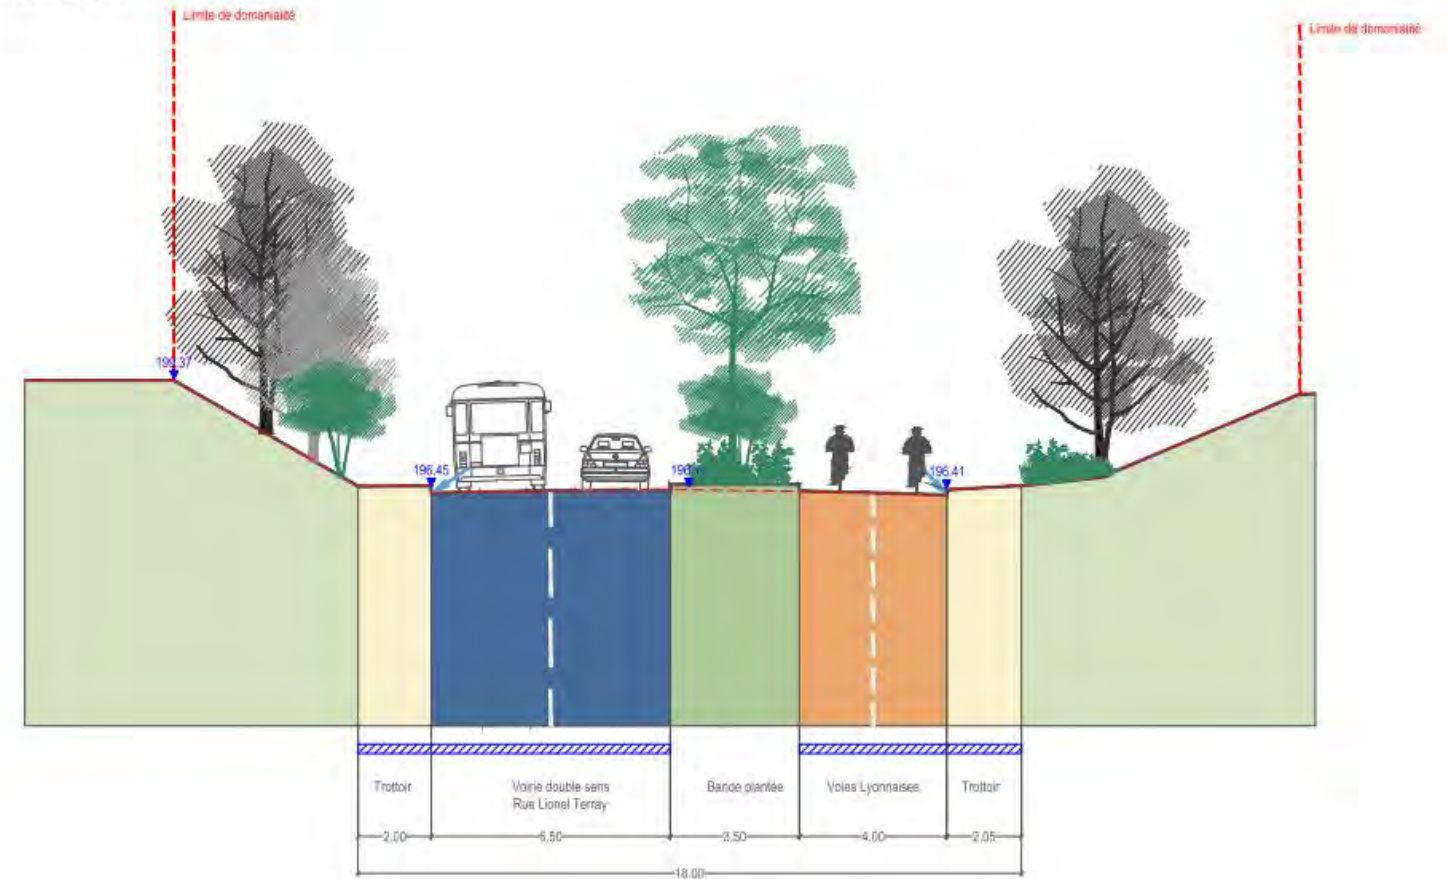 Limite de domanialité
Limite de domanialité
199.37
196.45
196.41
Trottoir
Voirie double sens
Rue Lionel Terray
Bande plantée
Voies Lyonnaises
Trottoir
2.00
6.50
3.50
4.00
2.05
18.00